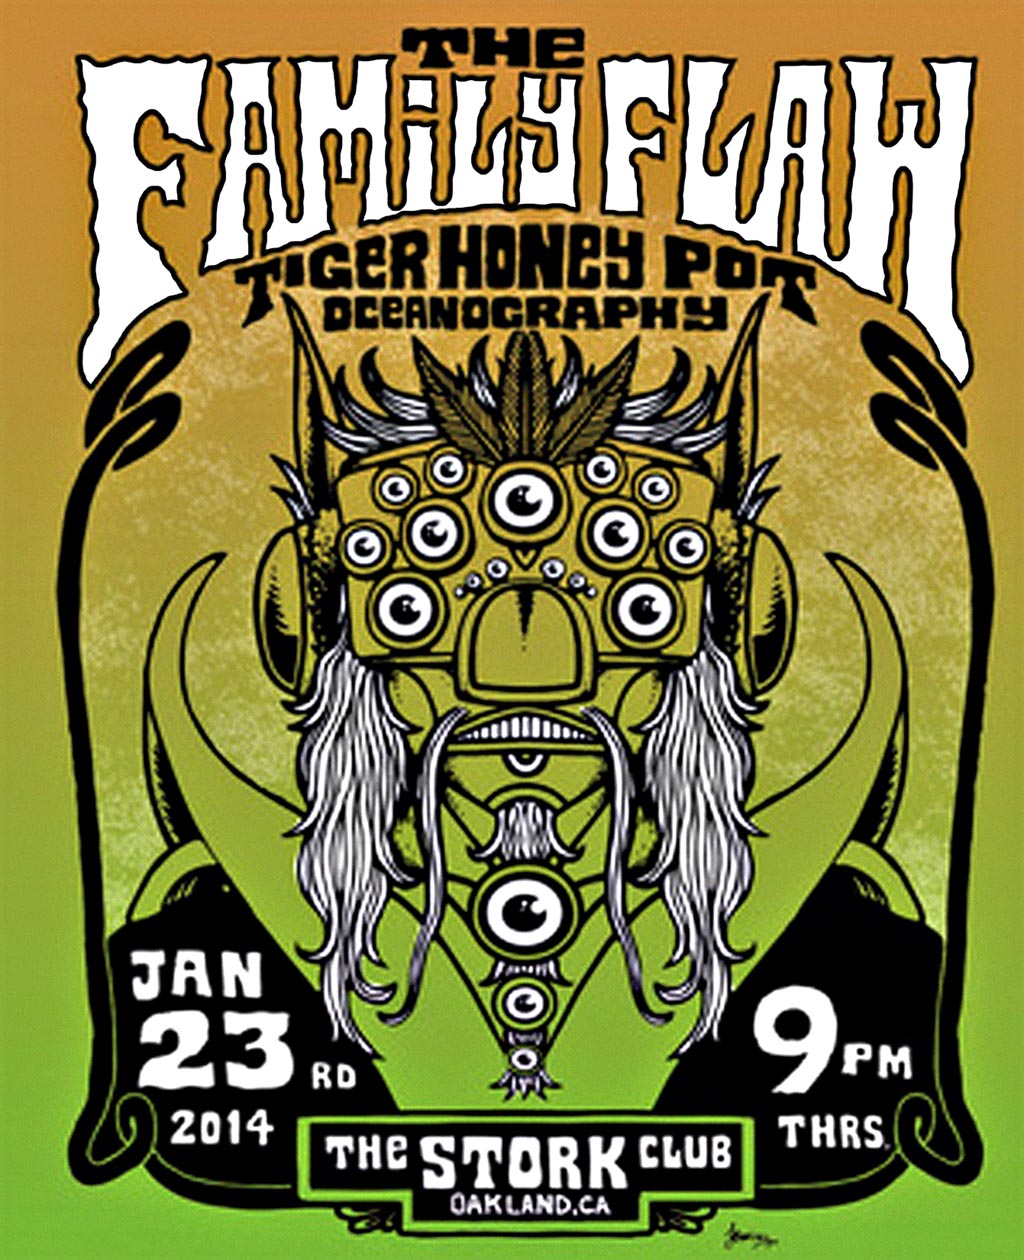 THE
FAMiLY FLAW
TIGER HONEY POT
OCEANOGRAPHY
JAN
23 RD
2014
9 PM
THRS.
THE STORK CLUB
OAKLAND, CA